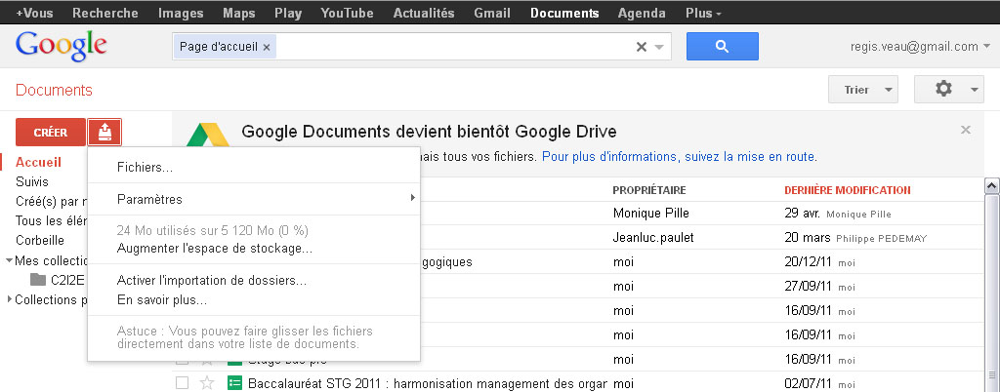 +Vous Recherche Images Maps Play YouTube Actualités Gmail Documents Agenda Plus
Google Page d'accueil × regis.veau@gmail.com
Documents Trier
CRÉER Google Documents devient bientôt Google Drive
mais tous vos fichiers. Pour plus d'informations, suivez la mise en route.
Accueil
Suivis
Créé(s) par
Tous les élé
Corbeille
Mes collectio
C2I2E
Collections p
Fichiers...
Paramètres
24 Mo utilisés sur 5 120 Mo (0 %)
Augmenter l'espace de stockage...
Activer l'importation de dossiers...
En savoir plus...
Astuce : Vous pouvez faire glisser les fichiers
directement dans votre liste de documents.
PROPRIÉTAIRE DERNIÈRE MODIFICATION
Monique Pille 29 avr. Monique Pille
Jeanluc.paulet 20 mars Philippe PEDEMAY
gogiques moi 20/12/11 moi
moi 27/09/11 moi
moi 16/09/11 moi
moi 16/09/11 moi
moi 16/09/11 moi
Baccalauréat STG 2011 : harmonisation management des organ moi 02/07/11 moi